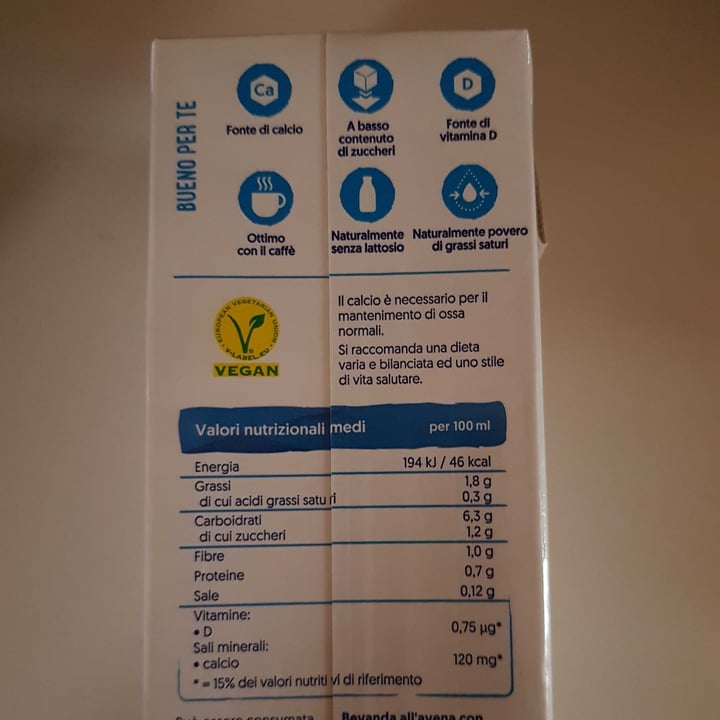 BUENO PER TE
Ca
Fonte di calcio
A basso
contenuto
di zuccheri
D
Fonte di
vitamina D
Ottimo
con il caffè
Naturalmente
senza lattosio
Naturalmente povero
di grassi saturi
EUROPEAN VEGETARIAN UNION
V-LABEL.EU
VEGAN
Il calcio è necessario per il
mantenimento di ossa
normali.
Si raccomanda una dieta
varia e bilanciata ed uno stile
di vita salutare.
Valori nutrizionali medi per 100 ml
Energia 194 kJ / 46 kcal
Grassi 1,8 g
di cui acidi grassi saturi 0,3 g
Carboidrati 6,3 g
di cui zuccheri 1,2 g
Fibre 1,0 g
Proteine 0,7 g
Sale 0,12 g
Vitamine:
• D 0,75 µg*
Sali minerali:
• calcio 120 mg*
* = 15% dei valori nutritivi di riferimento
Può essere consumata
Bevanda all'avena con